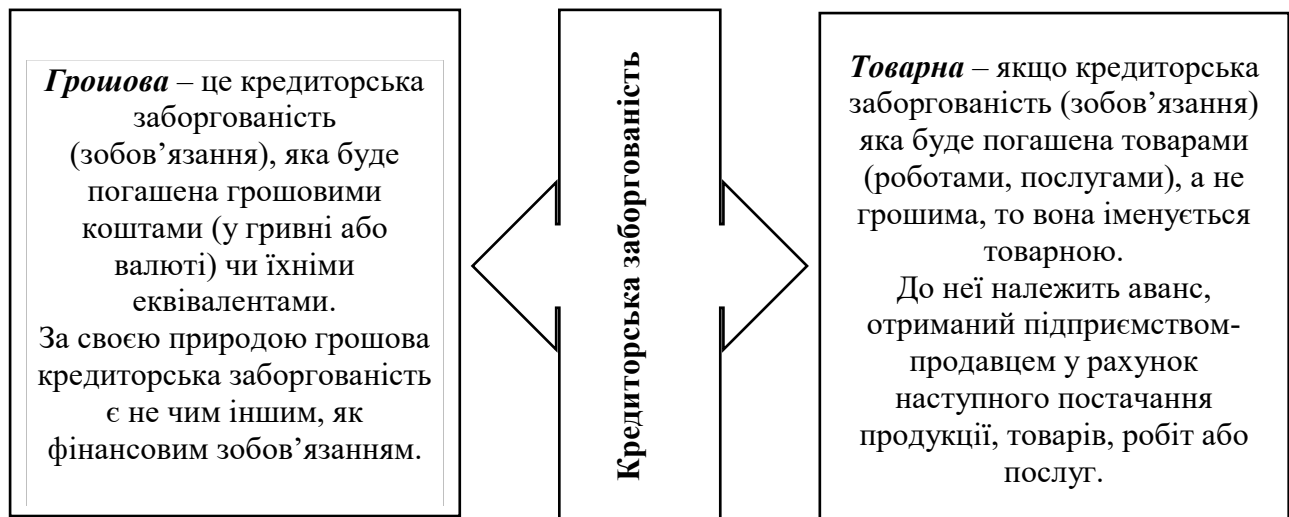 Грошова – це кредиторська
заборгованість
(зобов’язання), яка буде
погашена грошовими
коштами (у гривні або
валюті) чи їхніми
еквівалентами.
За своєю природою грошова
кредиторська заборгованість
є не чим іншим, як
фінансовим зобов’язанням.
Кредиторська заборгованість
Товарна – якщо кредиторська
заборгованість (зобов’язання)
яка буде погашена товарами
(роботами, послугами), а не
грошима, то вона іменується
товарною.
До неї належить аванс,
отриманий підприємством-
продавцем у рахунок
наступного постачання
продукції, товарів, робіт або
послуг.